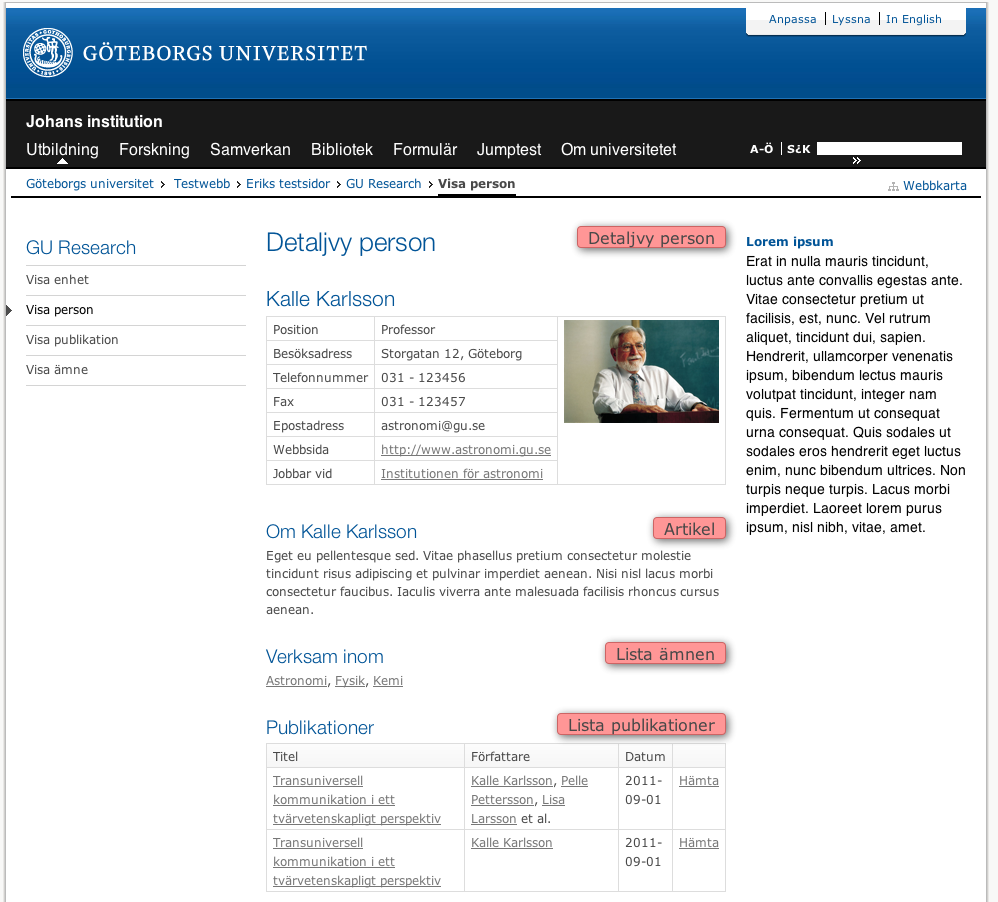 Anpassa | Lyssna | In English
GÖTEBORGS UNIVERSITET
Johans institution
Utbildning Forskning Samverkan Bibliotek Formulär Jumptest Om universitetet
A-Ö | S¿K
Göteborgs universitet Testwebb Eriks testsidor GU Research Visa person
Webbkarta
GU Research
Visa enhet
Visa person
Visa publikation
Visa ämne
Detaljvy person
Detaljvy person
Kalle Karlsson
Position Professor
Besöksadress Storgatan 12, Göteborg
Telefonnummer 031 - 123456
Fax 031 - 123457
Epostadress astronomi@gu.se
Webbsida http://www.astronomi.gu.se
Jobbar vid Institutionen för astronomi
Om Kalle Karlsson
Artikel
Eget eu pellentesque sed. Vitae phasellus pretium consectetur molestie
tincidunt risus adipiscing et pulvinar imperdiet aenean. Nisi nisl lacus morbi
consectetur faucibus. Iaculis viverra ante malesuada facilisis rhoncus cursus
aenean.
Verksam inom
Lista ämnen
Astronomi, Fysik, Kemi
Publikationer
Lista publikationer
Titel Författare Datum
Transuniversell
kommunikation i ett
tvärvetenskapligt perspektiv
Kalle Karlsson, Pelle
Pettersson, Lisa
Larsson et al.
2011-
09-01
Hämta
Transuniversell
kommunikation i ett
tvärvetenskapligt perspektiv
Kalle Karlsson
2011-
09-01
Hämta
Lorem ipsum
Erat in nulla mauris tincidunt,
luctus ante convallis egestas ante.
Vitae consectetur pretium ut
facilisis, est, nunc. Vel rutrum
aliquet, tincidunt dui, sapien.
Hendrerit, ullamcorper venenatis
ipsum, bibendum lectus mauris
volutpat tincidunt, integer nam
quis. Fermentum ut consequat
urna consequat. Quis sodales ut
sodales eros hendrerit eget luctus
enim, nunc bibendum ultrices. Non
turpis neque turpis. Lacus morbi
imperdiet. Laoreet lorem purus
ipsum, nisl nibh, vitae, amet.